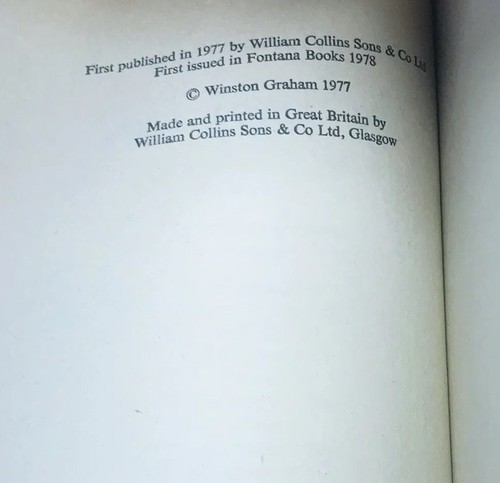 First published in 1977 by William Collins Sons & Co Ltd
First issued in Fontana Books 1978
© Winston Graham 1977
Made and printed in Great Britain by
William Collins Sons & Co Ltd, Glasgow